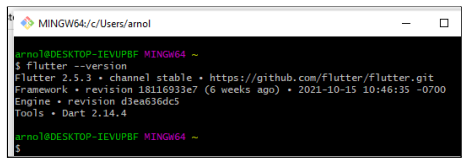 MINGW64:/c/Users/arnol
arnol@DESKTOP-IEVUPBF MINGW64 ~
$ flutter --version
Flutter 2.5.3 • channel stable • https://github.com/flutter/flutter.git
Framework • revision 18116933e7 (6 weeks ago) • 2021-10-15 10:46:35 -0700
Engine • revision d3ea636dc5
Tools • Dart 2.14.4
arnol@DESKTOP-IEVUPBF MINGW64 ~
$